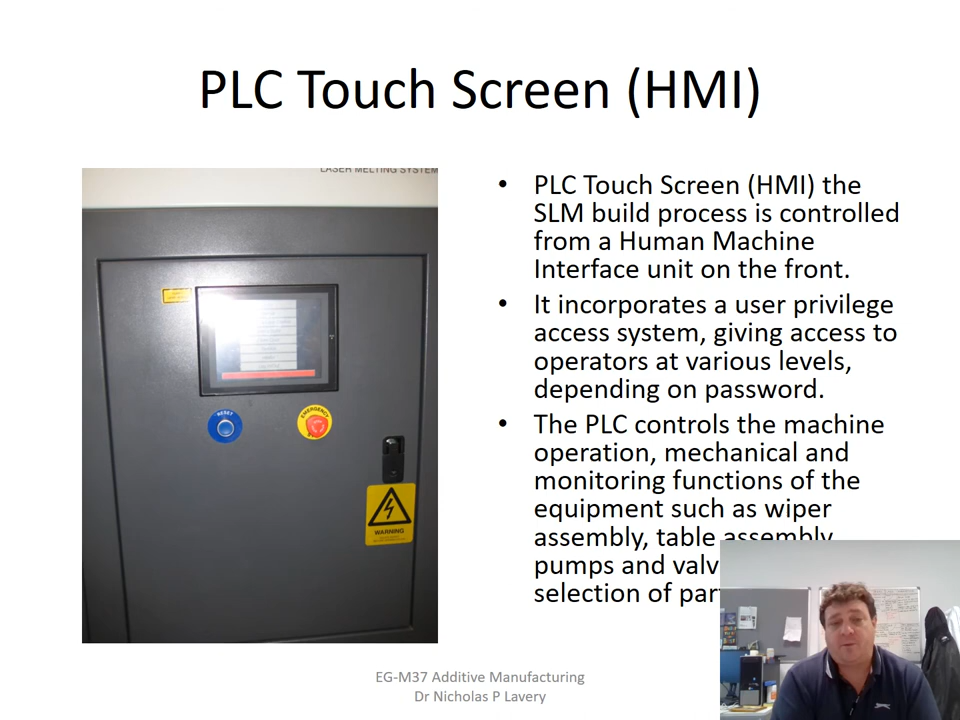 PLC Touch Screen (HMI)
LASER MELTING SYSTEM
RESET
EMERGENCY
WARNING
• PLC Touch Screen (HMI) the
SLM build process is controlled
from a Human Machine
Interface unit on the front.
• It incorporates a user privilege
access system, giving access to
operators at various levels,
depending on password.
• The PLC controls the machine
operation, mechanical and
monitoring functions of the
equipment such as wiper
assembly, table assembly
pumps and
selection of
EG-M37 Additive Manufacturing
Dr Nicholas P Lavery